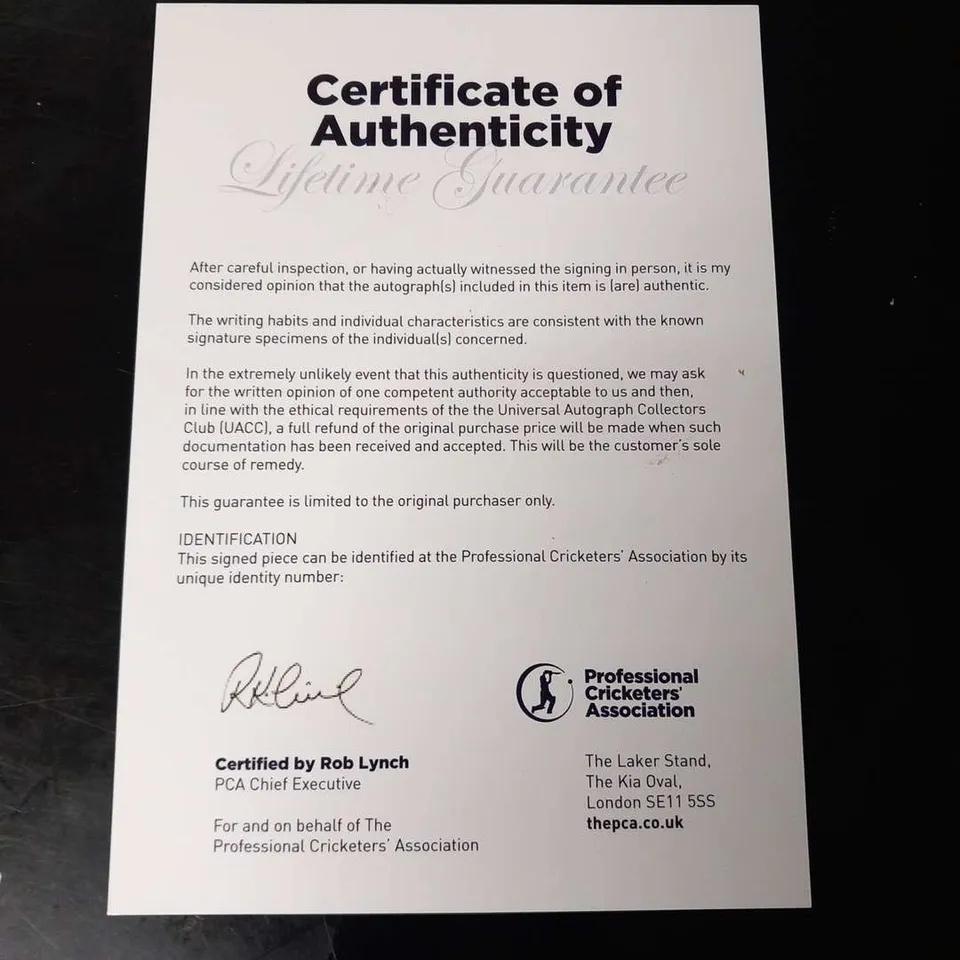 Certificate of
Authenticity
Lifetime Guarantee
After careful inspection, or having actually witnessed the signing in person, it is my
considered opinion that the autograph(s) included in this item is (are) authentic.
The writing habits and individual characteristics are consistent with the known
signature specimens of the individual(s) concerned.
In the extremely unlikely event that this authenticity is questioned, we may ask
for the written opinion of one competent authority acceptable to us and then,
in line with the ethical requirements of the the Universal Autograph Collectors
Club (UACC), a full refund of the original purchase price will be made when such
documentation has been received and accepted. This will be the customer's sole
course of remedy.
This guarantee is limited to the original purchaser only.
IDENTIFICATION
This signed piece can be identified at the Professional Cricketers' Association by its
unique identity number:
Professional
Cricketers'
Association
Certified by Rob Lynch
PCA Chief Executive
For and on behalf of The
Professional Cricketers' Association
The Laker Stand,
The Kia Oval,
London SE11 5SS
thepca.co.uk